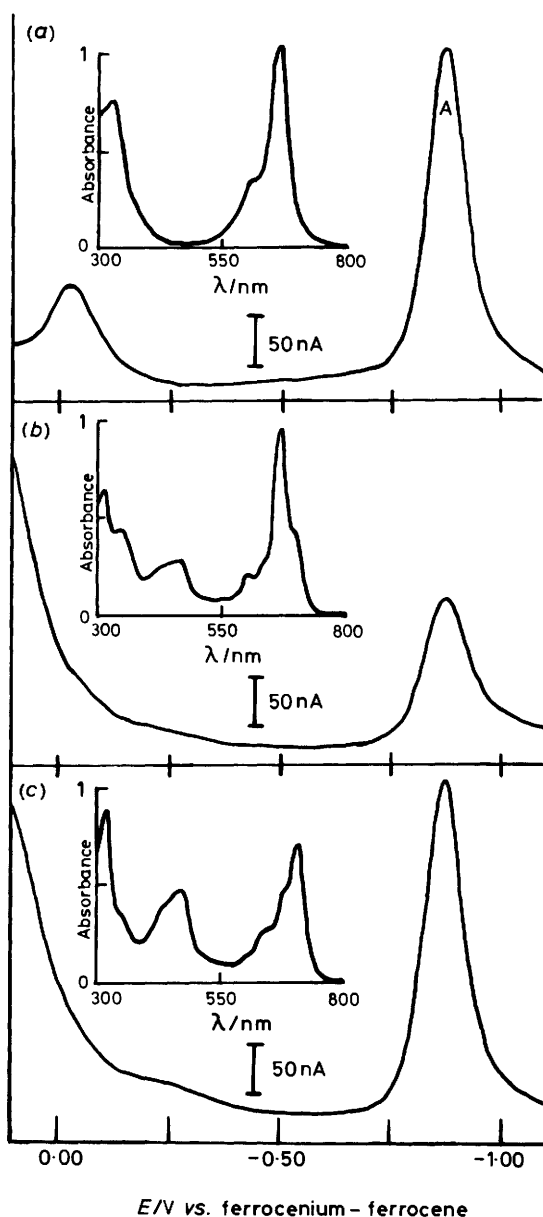 (a)
1
A
Absorbance
0
300 550 800
λ/nm
50 nA
(b)
1
Absorbance
0
300 550 800
λ/nm
50 nA
(c)
1
Absorbance
0
300 550 800
λ/nm
50 nA
0·00 -0·50 -1·00
E/V vs. ferrocenium - ferrocene